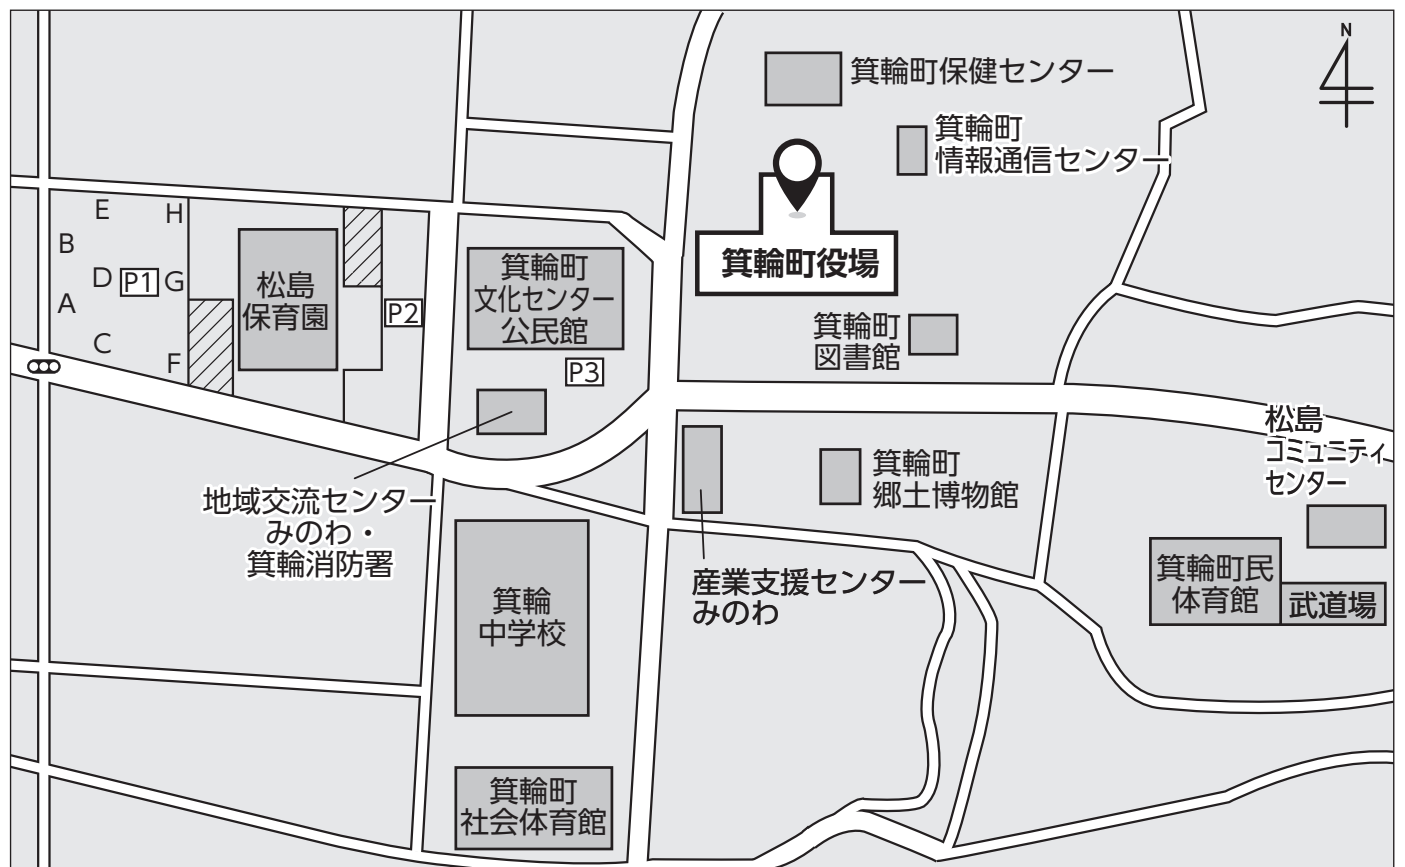 N
箕輪町保健センター
箕輪町
情報通信センター
箕輪町役場
E
H
B
D
P1
G
A
C
F
松島
保育園
P2
箕輪町
文化センター
公民館
P3
箕輪町
図書館
松島
コミュニティ
センター
箕輪町
郷土博物館
地域交流センター
みのわ・
箕輪消防署
産業支援センター
みのわ
箕輪町民
体育館
武道場
箕輪
中学校
箕輪町
社会体育館